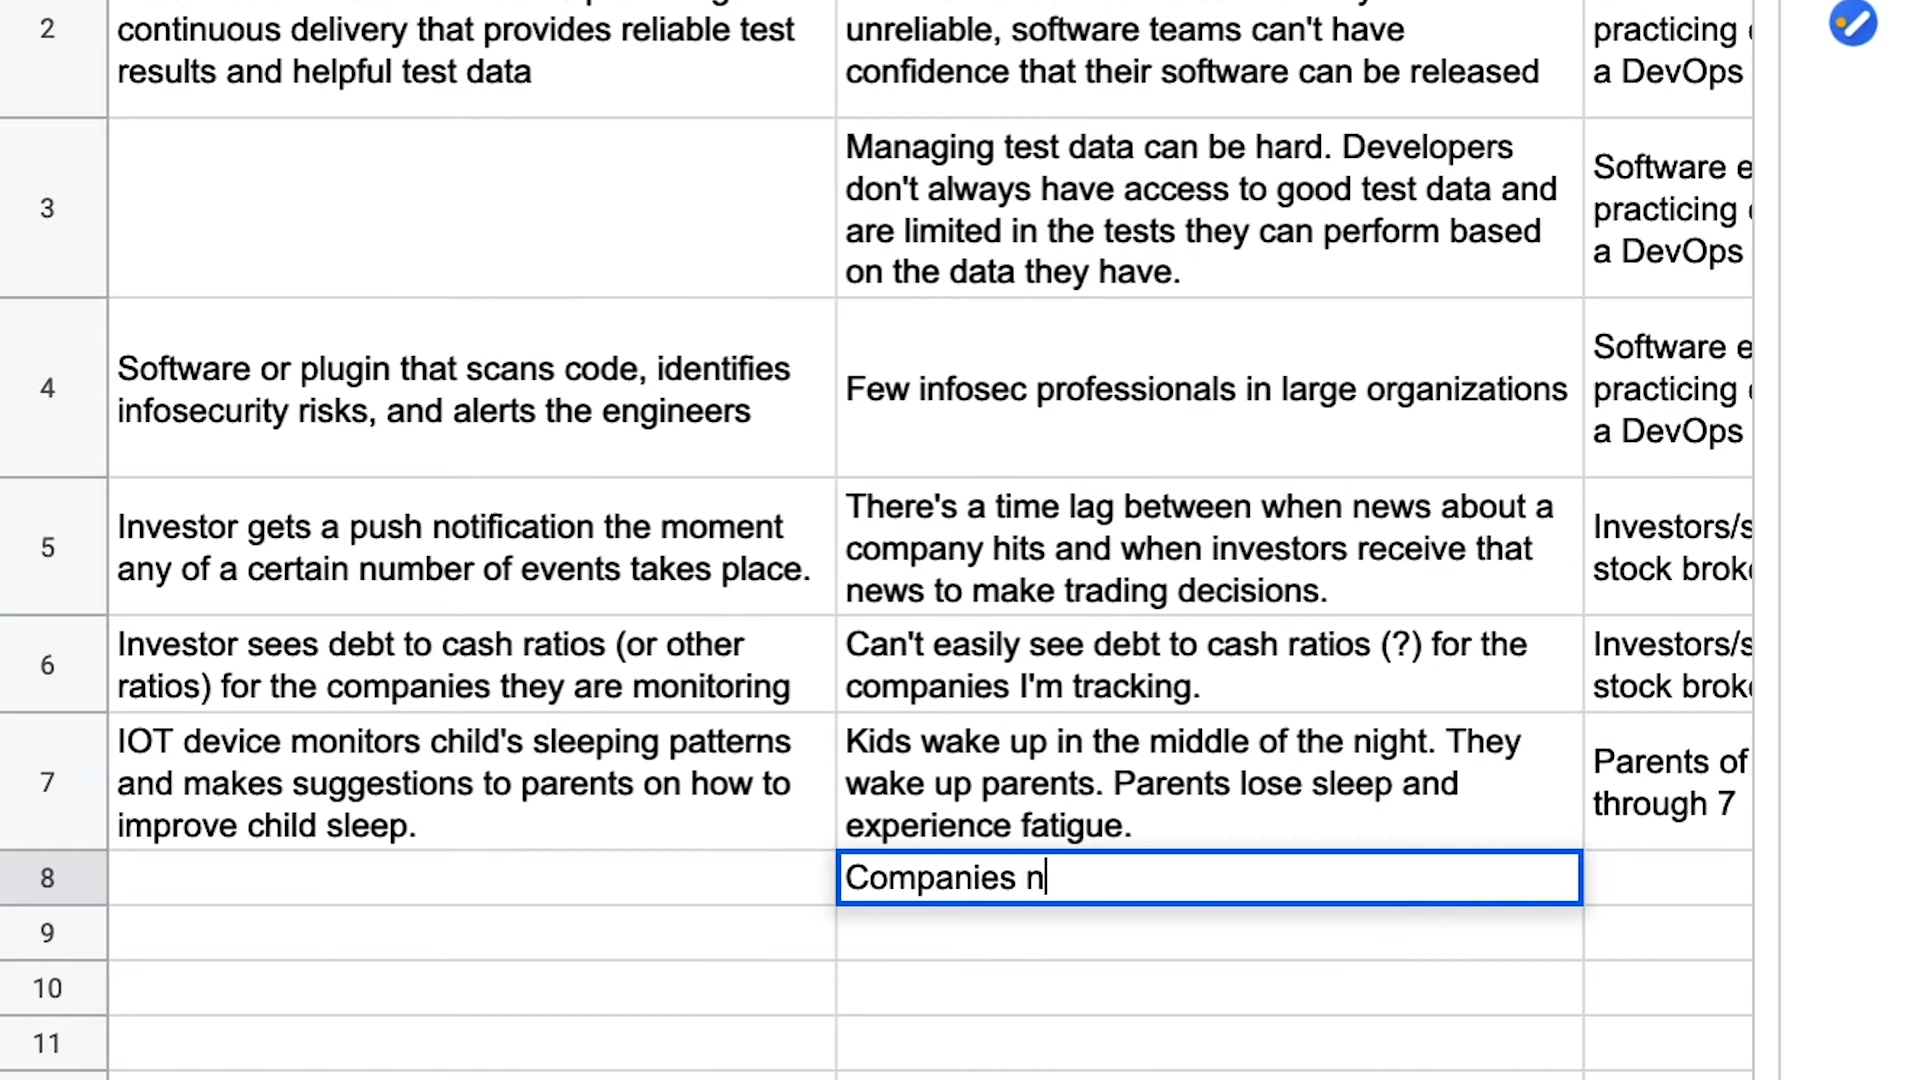 2
continuous delivery that provides reliable test
results and helpful test data
unreliable, software teams can't have
confidence that their software can be released
practicing
a DevOps
3
Managing test data can be hard. Developers
don't always have access to good test data and
are limited in the tests they can perform based
on the data they have.
Software e
practicing
a DevOps
4
Software or plugin that scans code, identifies
infosecurity risks, and alerts the engineers
Few infosec professionals in large organizations
Software e
practicing
a DevOps
5
Investor gets a push notification the moment
any of a certain number of events takes place.
There's a time lag between when news about a
company hits and when investors receive that
news to make trading decisions.
Investors/s
stock brok
6
Investor sees debt to cash ratios (or other
ratios) for the companies they are monitoring
Can't easily see debt to cash ratios (?) for the
companies I'm tracking.
Investors/s
stock brok
7
IOT device monitors child's sleeping patterns
and makes suggestions to parents on how to
improve child sleep.
Kids wake up in the middle of the night. They
wake up parents. Parents lose sleep and
experience fatigue.
Parents of
through 7
8
Companies n
9
10
11